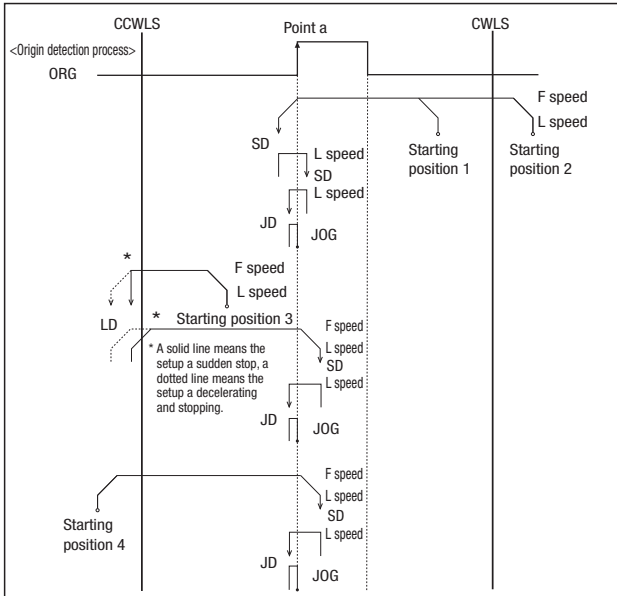 CCWLS
Point a
CWLS
<Origin detection process>
ORG
F speed
L speed
SD
Starting
position 1
Starting
position 2
L speed
SD
L speed
JD
JOG
*
F speed
L speed
LD
*
Starting position 3
F speed
L speed
SD
* A solid line means the
setup a sudden stop, a
dotted line means the
setup a decelerating
and stopping.
L speed
JD
JOG
F speed
L speed
SD
Starting
position 4
L speed
JD
JOG